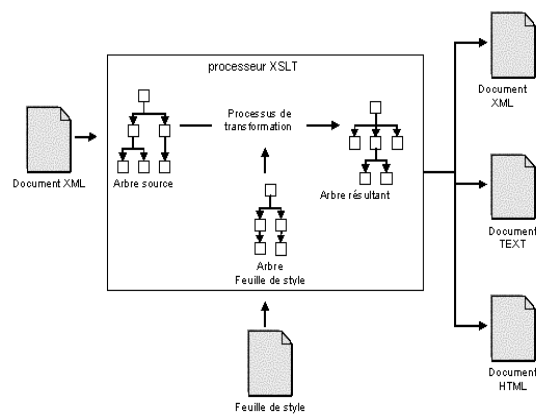 processeur XSLT
Document
XML
Processus de
transformation
Document XML
Arbre source
Arbre résultant
Document
TEXT
Arbre
Feuille de style
Document
HTML
Feuille de style